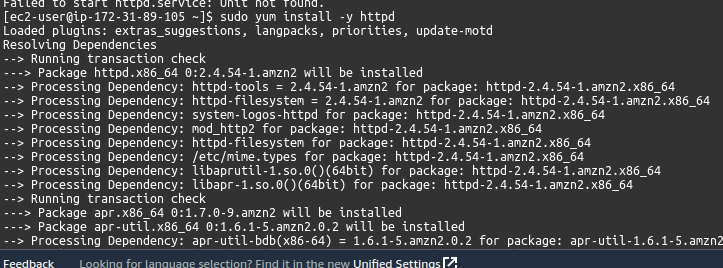 Failed to start httpd.service: Unit not found.
[ec2-user@ip-172-31-89-105 ~]$ sudo yum install -y httpd
Loaded plugins: extras_suggestions, langpacks, priorities, update-motd
Resolving Dependencies
--> Running transaction check
---> Package httpd.x86_64 0:2.4.54-1.amzn2 will be installed
--> Processing Dependency: httpd-tools = 2.4.54-1.amzn2 for package: httpd-2.4.54-1.amzn2.x86_64
--> Processing Dependency: httpd-filesystem = 2.4.54-1.amzn2 for package: httpd-2.4.54-1.amzn2.x86_64
--> Processing Dependency: system-logos-httpd for package: httpd-2.4.54-1.amzn2.x86_64
--> Processing Dependency: mod_http2 for package: httpd-2.4.54-1.amzn2.x86_64
--> Processing Dependency: httpd-filesystem for package: httpd-2.4.54-1.amzn2.x86_64
--> Processing Dependency: /etc/mime.types for package: httpd-2.4.54-1.amzn2.x86_64
--> Processing Dependency: libaprutil-1.so.0()(64bit) for package: httpd-2.4.54-1.amzn2.x86_64
--> Processing Dependency: libapr-1.so.0()(64bit) for package: httpd-2.4.54-1.amzn2.x86_64
--> Running transaction check
---> Package apr.x86_64 0:1.7.0-9.amzn2 will be installed
---> Package apr-util.x86_64 0:1.6.1-5.amzn2.0.2 will be installed
--> Processing Dependency: apr-util-bdb(x86-64) = 1.6.1-5.amzn2.0.2 for package: apr-util-1.6.1-5.amzn2
Feedback Looking for language selection? Find it in the new Unified Settings